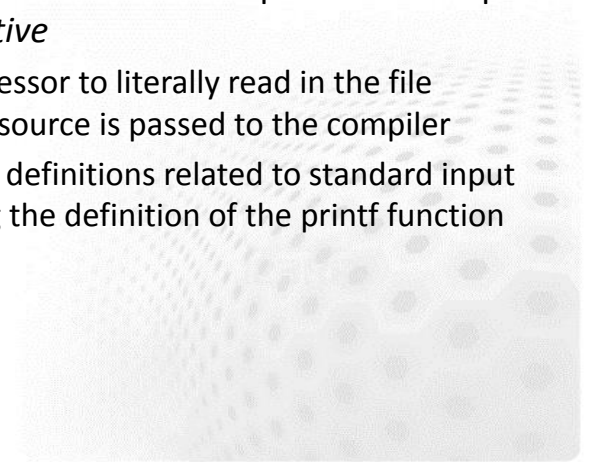 tive
essor to literally read in the file
source is passed to the compiler
definitions related to standard input
the definition of the printf function